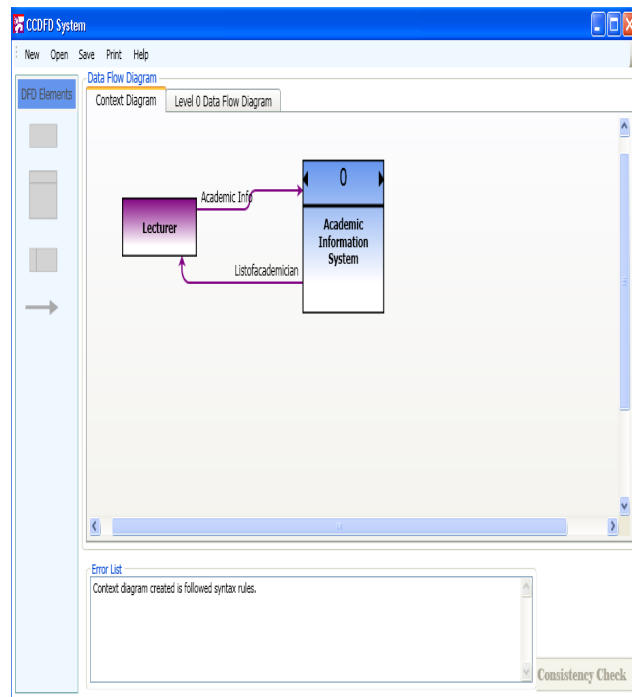 CCDFD System
New Open Save Print Help
DFD Elements
Data Flow Diagram
Context Diagram Level 0 Data Flow Diagram
Academic Info
0
Lecturer
Academic
Information
System
Listofacademician
Error List
Context diagram created is followed syntax rules.
Consistency Check